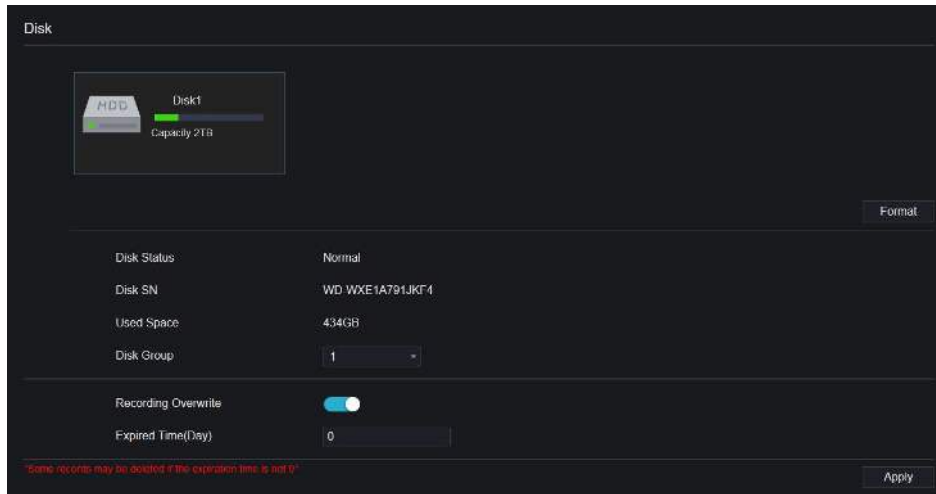 Disk
HDD
Disk1
Capacity 2TB
Format
Disk Status Normal
Disk SN WD WXE1A791JKF4
Used Space 434GB
Disk Group 1
Recording Overwrite
Expired Time(Day) 0
"Some records may be deleted if the expiration time is not 0"
Apply